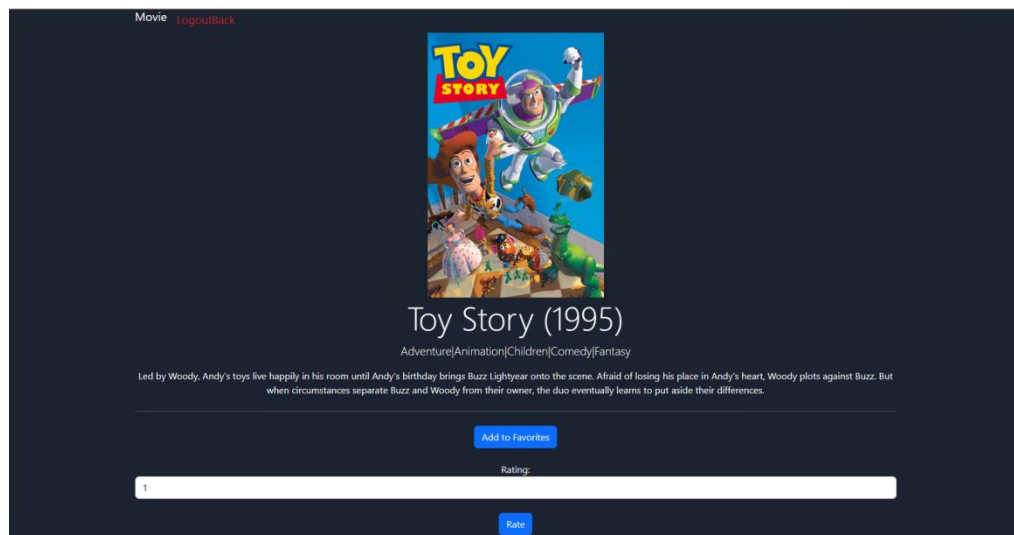 Movie LogoutBack
TOY
STORY
Toy Story (1995)
Adventure|Animation|Children|Comedy|Fantasy
Led by Woody, Andy's toys live happily in his room until Andy's birthday brings Buzz Lightyear onto the scene. Afraid of losing his place in Andy's heart, Woody plots against Buzz. But
when circumstances separate Buzz and Woody from their owner, the duo eventually learns to put aside their differences.
Add to Favorites
Rating:
1
Rate